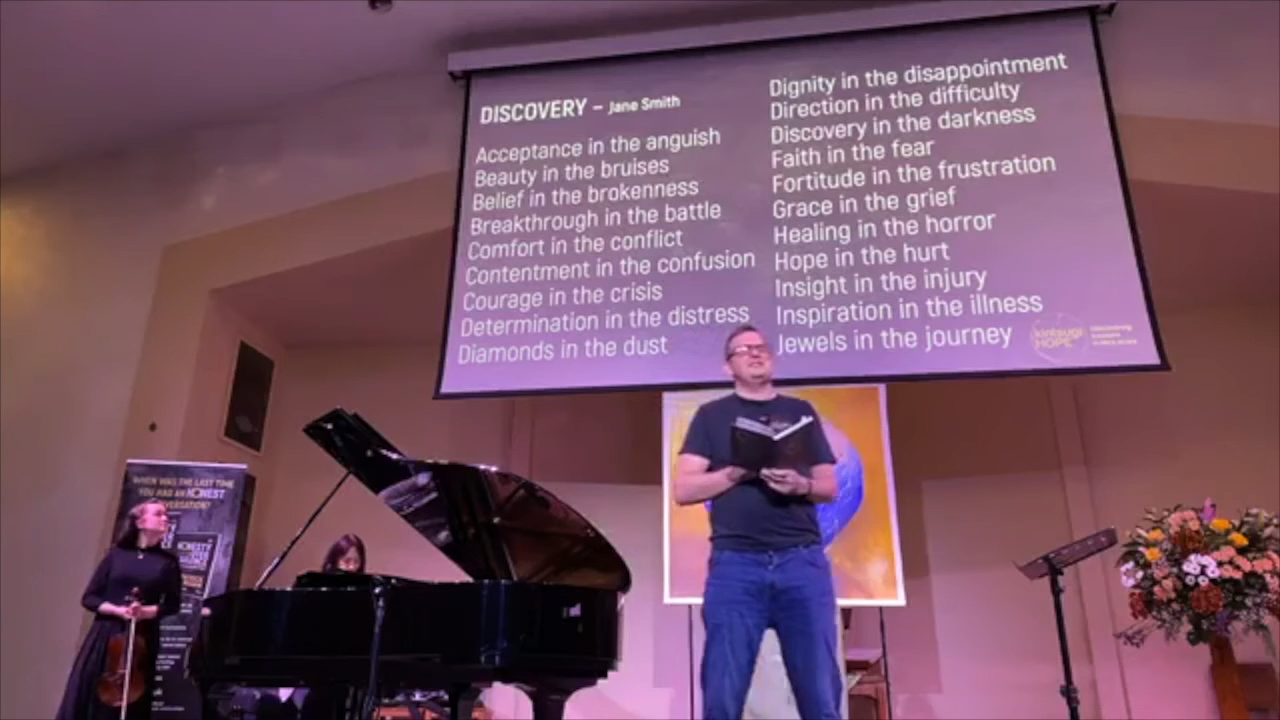 DISCOVERY – Jane Smith
Acceptance in the anguish
Beauty in the bruises
Belief in the brokenness
Breakthrough in the battle
Comfort in the conflict
Contentment in the confusion
Courage in the crisis
Determination in the distress
Diamonds in the dust
Dignity in the disappointment
Direction in the difficulty
Discovery in the darkness
Faith in the fear
Fortitude in the frustration
Grace in the grief
Healing in the horror
Hope in the hurt
Insight in the injury
Inspiration in the illness
Jewels in the journey
kintsugi
HOPE
WHEN WAS THE LAST TIME
YOU HAD AN HONEST
HONESTY